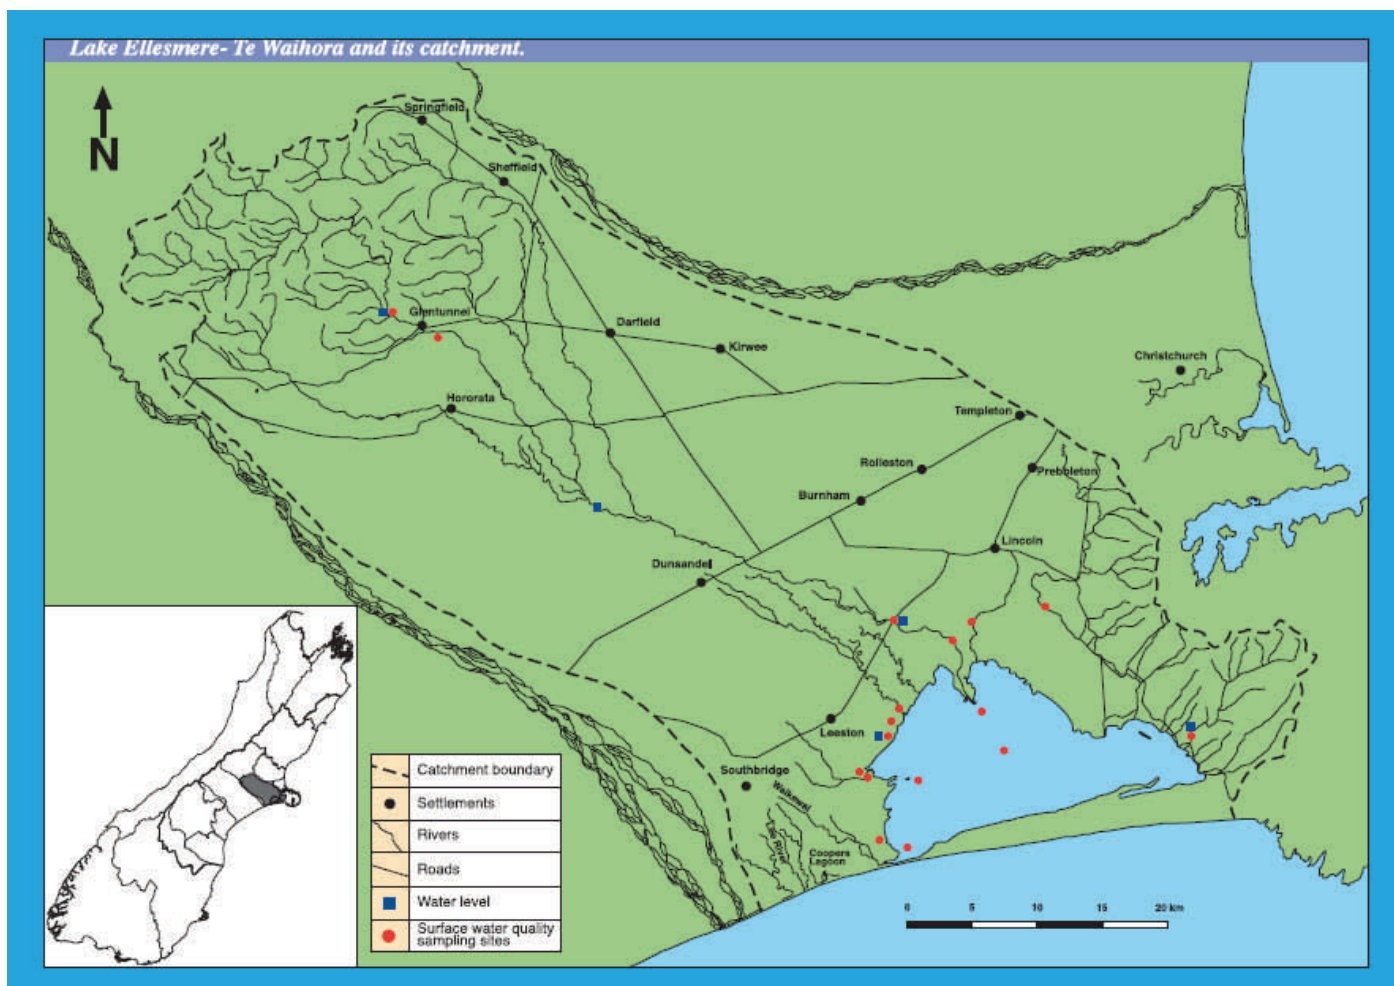 Lake Ellesmere- Te Waihora and its catchment.
N
Springfield
Sheffield
Glentunnel
Darfield
Kirwee
Christchurch
Hororata
Templeton
Rolleston
Prebbleton
Burnham
Lincoln
Dunsandel
Leeston
Southbridge
Waikewai
Coopers
Lagoon
Catchment boundary
Settlements
Rivers
Roads
Water level
Surface water quality
sampling sites
0 5 10 15 20 km